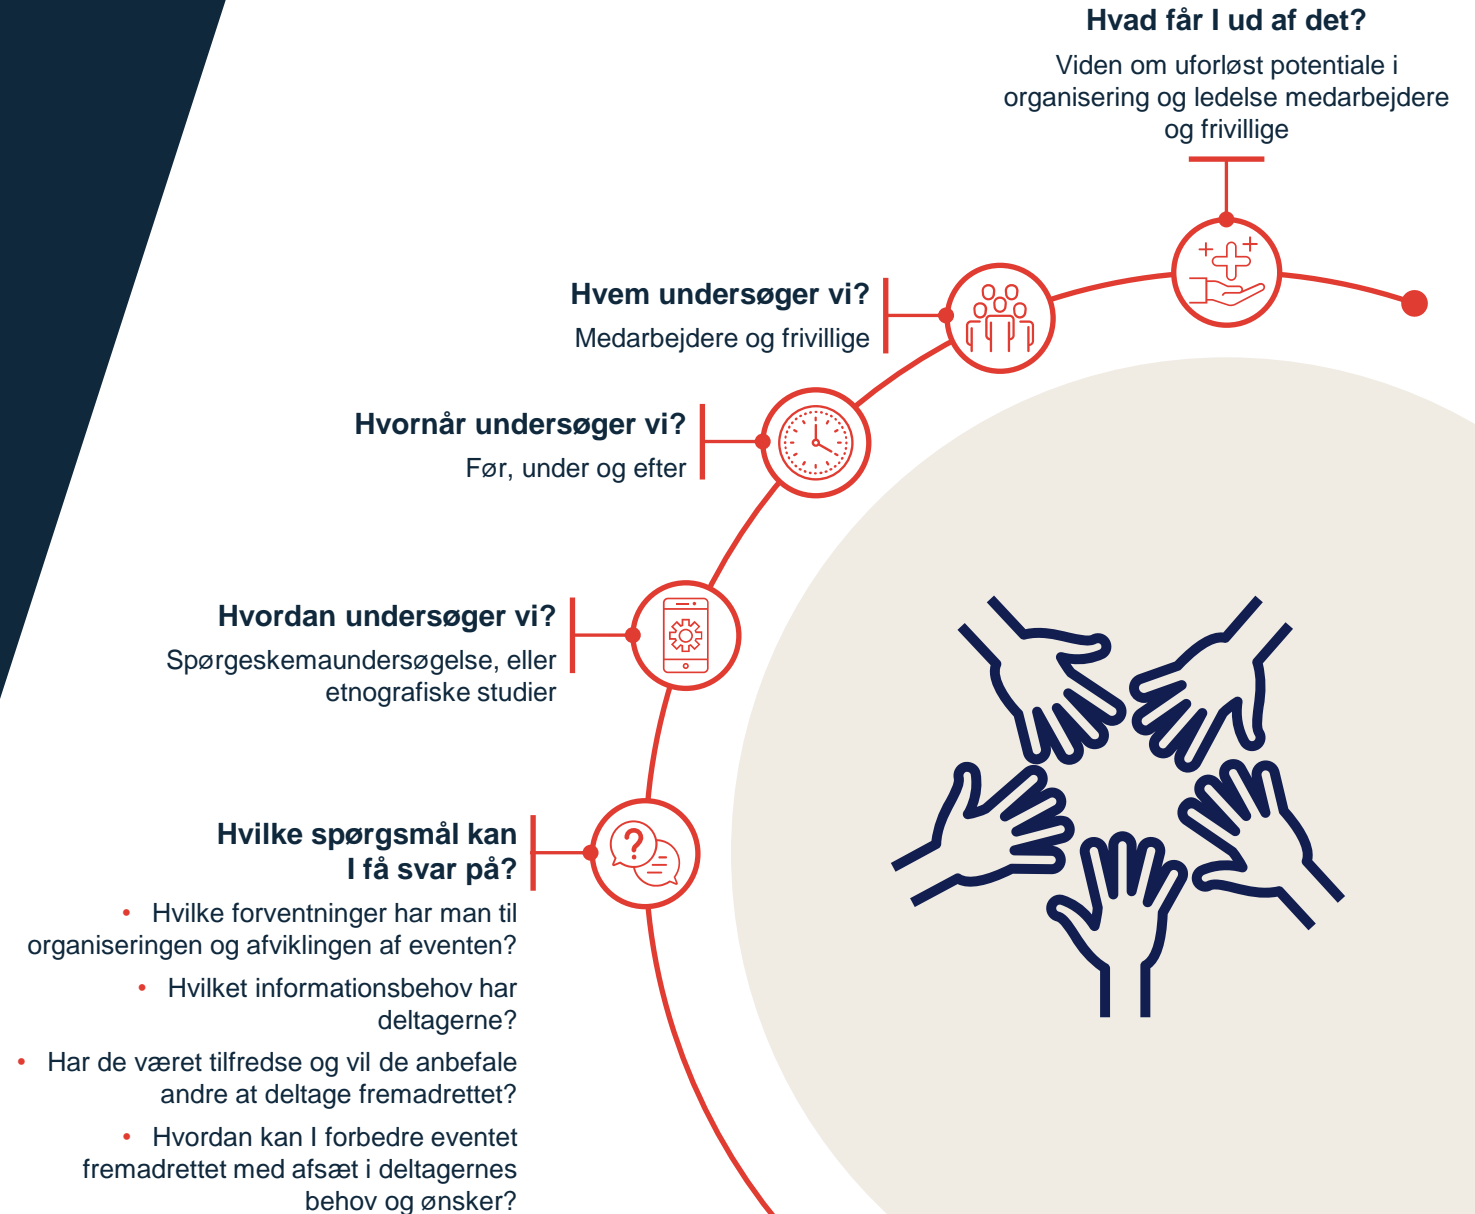 Hvad får I ud af det?
Viden om uforløst potentiale i
organisering og ledelse medarbejdere
og frivillige
Hvem undersøger vi?
Medarbejdere og frivillige
Hvornår undersøger vi?
Før, under og efter
Hvordan undersøger vi?
Spørgeskemaundersøgelse, eller
etnografiske studier
Hvilke spørgsmål kan
I få svar på?
• Hvilke forventninger har man til
organiseringen og afviklingen af eventen?
• Hvilket informationsbehov har
deltagerne?
• Har de været tilfredse og vil de anbefale
andre at deltage fremadrettet?
• Hvordan kan I forbedre eventet
fremadrettet med afsæt i deltagernes
behov og ønsker?